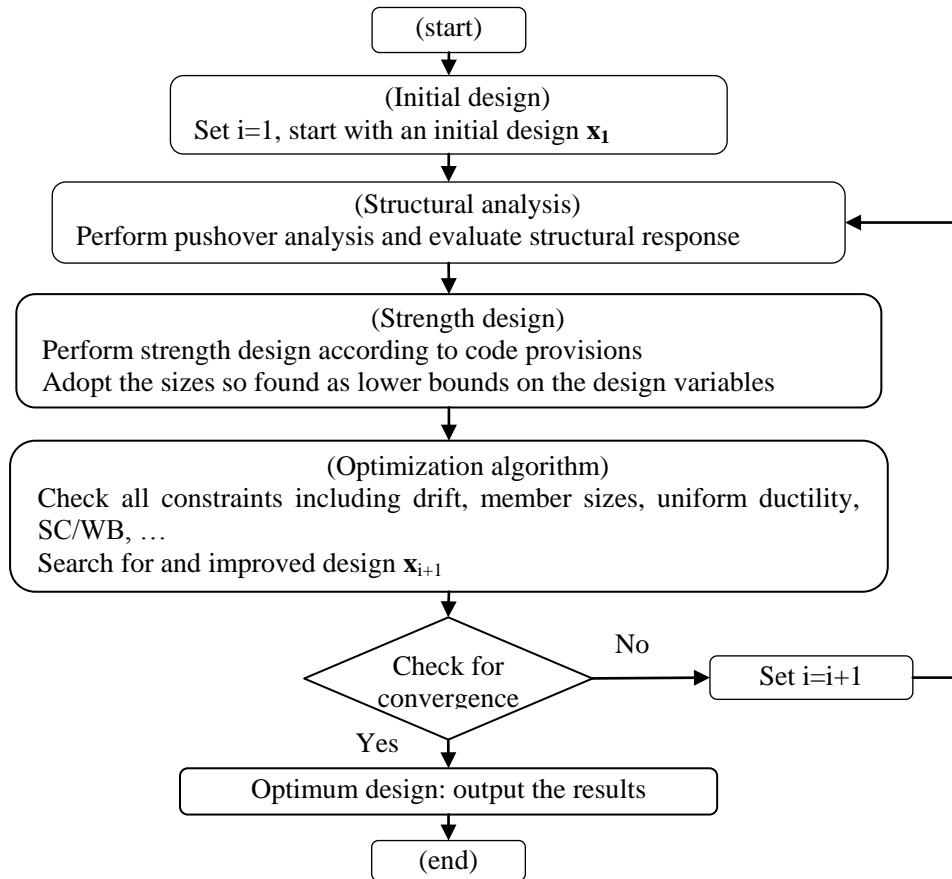 (start)
(Initial design)
Set i=1, start with an initial design x1
(Structural analysis)
Perform pushover analysis and evaluate structural response
(Strength design)
Perform strength design according to code provisions
Adopt the sizes so found as lower bounds on the design variables
(Optimization algorithm)
Check all constraints including drift, member sizes, uniform ductility,
SC/WB, …
Search for and improved design xi+1
Check for
convergence
No
Set i=i+1
Yes
Optimum design: output the results
(end)